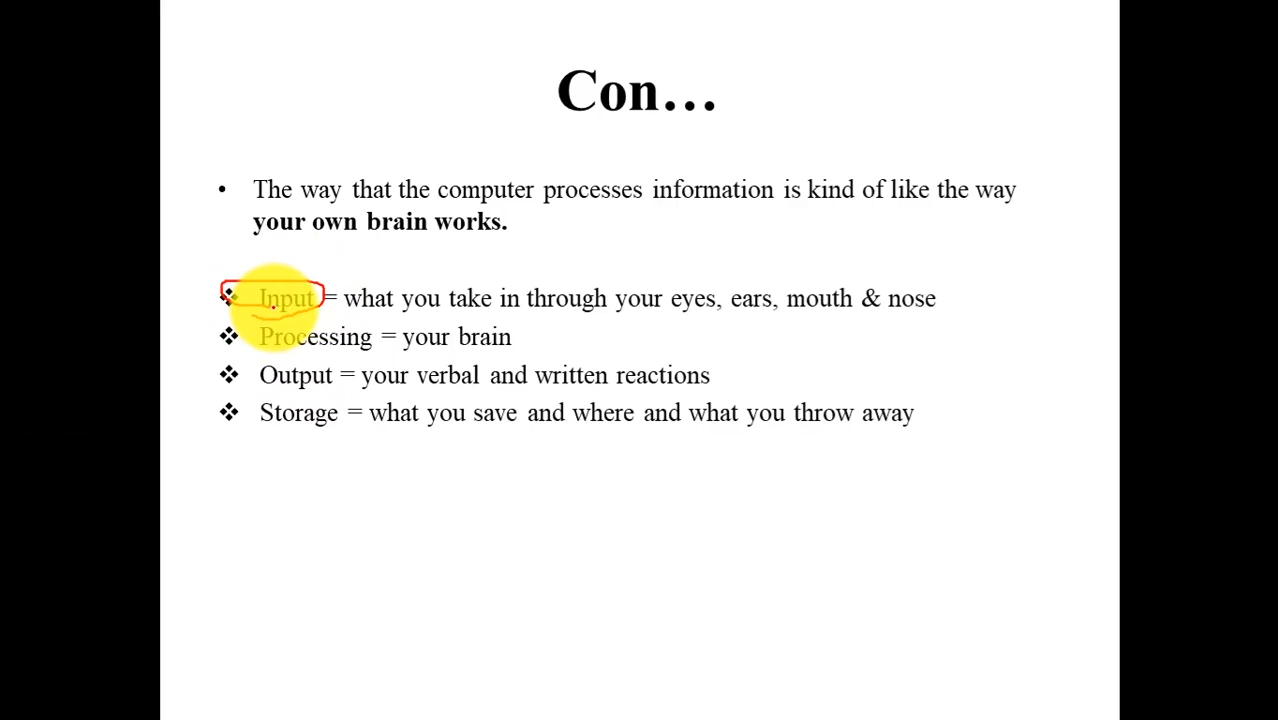 Con…
• The way that the computer processes information is kind of like the way
your own brain works.
❖ Input = what you take in through your eyes, ears, mouth & nose
❖ Processing = your brain
❖ Output = your verbal and written reactions
❖ Storage = what you save and where and what you throw away